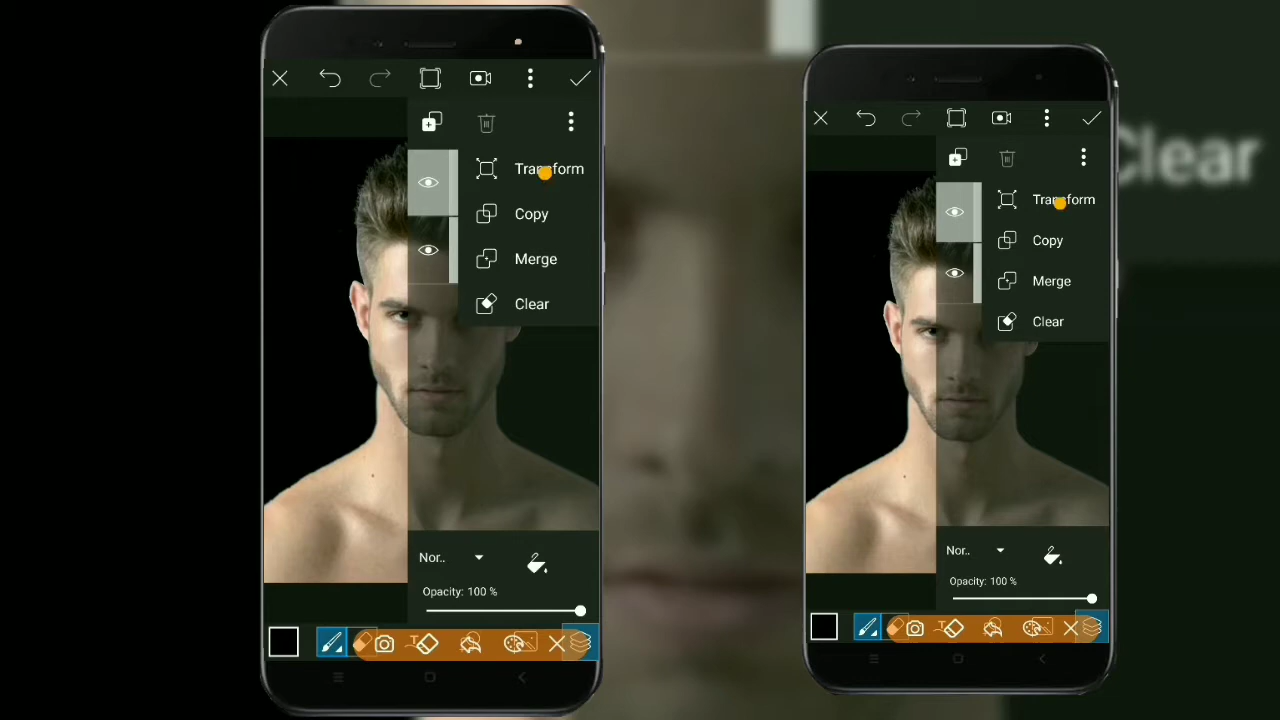 Transform
Copy
Merge
Clear
Nor..
Opacity: 100 %
Transform
Copy
Merge
Clear
Nor..
Opacity: 100 %
Clear